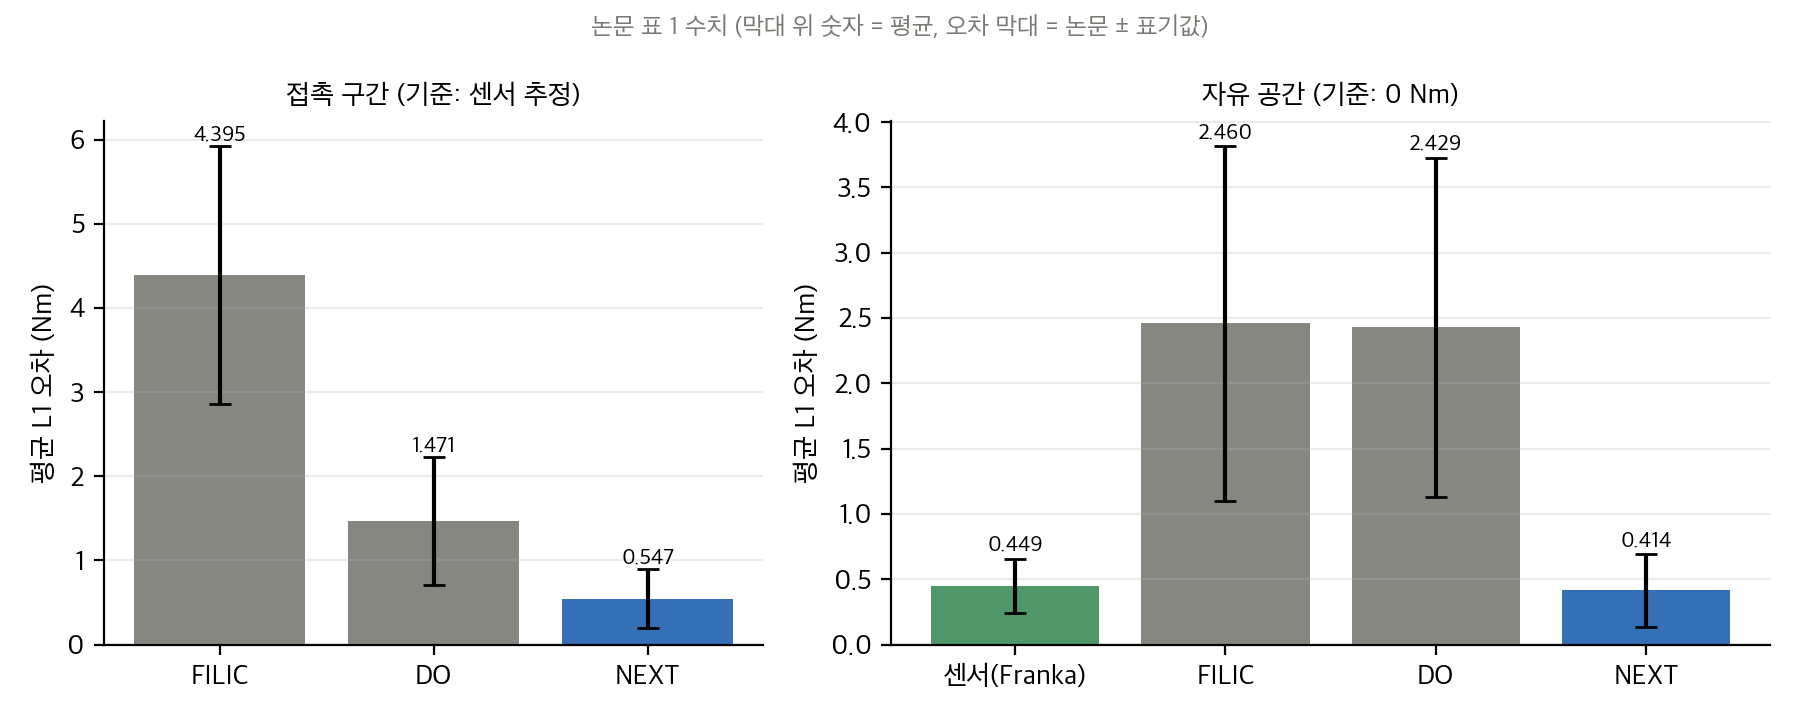 논문 표 1 수치 (막대 위 숫자 = 평균, 오차 막대 = 논문 ± 표기값)
접촉 구간 (기준: 센서 추정)
평균 L1 오차 (Nm)
6
5
4
3
2
1
0
4.395
1.471
0.547
FILIC
DO
NEXT
자유 공간 (기준: 0 Nm)
평균 L1 오차 (Nm)
4.0
3.5
3.0
2.5
2.0
1.5
1.0
0.5
0.0
0.449
2.460
2.429
0.414
센서(Franka)
FILIC
DO
NEXT